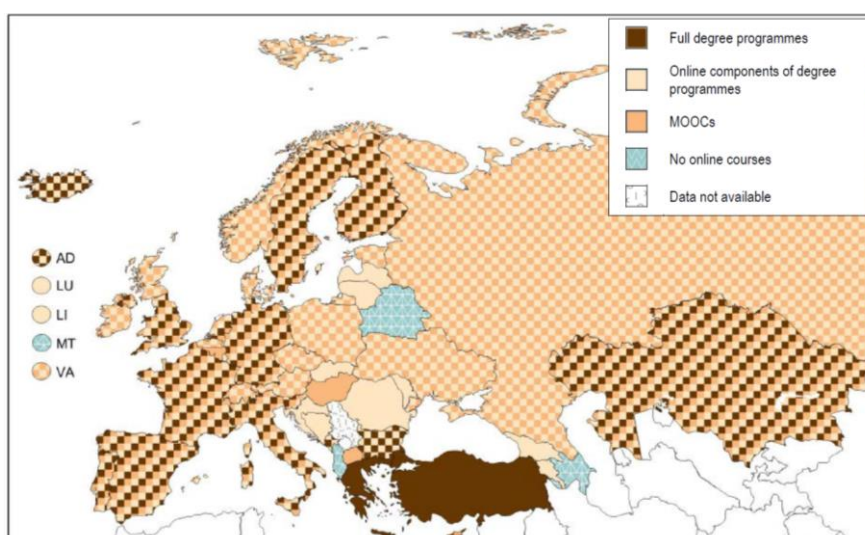 Full degree programmes
Online components of degree
programmes
MOOCs
No online courses
Data not available
AD
LU
LI
MT
VA